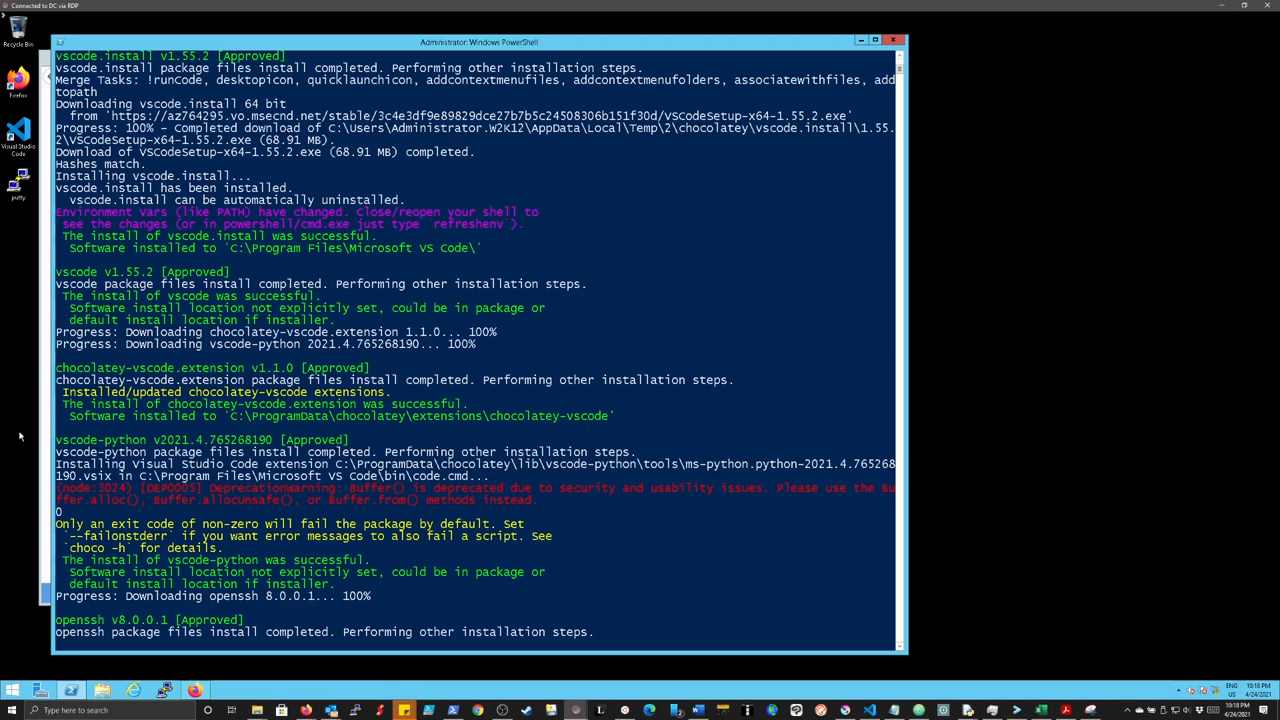 Connected to DC via RDP
Recycle Bin
Firefox
Visual Studio
Code
putty
Administrator: Windows PowerShell
vscode.install v1.55.2 [Approved]
vscode.install package files install completed. Performing other installation steps.
Merge Tasks: !runCode, desktopicon, quicklaunchicon, addcontextmenufiles, addcontextmenufolders, associatewithfiles, add
topath
Downloading vscode.install 64 bit
from 'https://az764295.vo.msecnd.net/stable/3c4e3df9e89829dce27b7b5c24508306b151f30d/VSCodeSetup-x64-1.55.2.exe'
Progress: 100% - Completed download of C:\Users\Administrator.W2K12\AppData\Local\Temp\2\chocolatey\vscode.install\1.55.
2\VSCodeSetup-x64-1.55.2.exe (68.91 MB).
Download of VSCodeSetup-x64-1.55.2.exe (68.91 MB) completed.
Hashes match.
Installing vscode.install...
vscode.install has been installed.
vscode.install can be automatically uninstalled.
Environment Vars (like PATH) have changed. Close/reopen your shell to
see the changes (or in powershell/cmd.exe just type `refreshenv`).
The install of vscode.install was successful.
Software installed to 'C:\Program Files\Microsoft VS Code\'
vscode v1.55.2 [Approved]
vscode package files install completed. Performing other installation steps.
The install of vscode was successful.
Software install location not explicitly set, could be in package or
default install location if installer.
Progress: Downloading chocolatey-vscode.extension 1.1.0... 100%
Progress: Downloading vscode-python 2021.4.765268190... 100%
chocolatey-vscode.extension v1.1.0 [Approved]
chocolatey-vscode.extension package files install completed. Performing other installation steps.
Installed/updated chocolatey-vscode extensions.
The install of chocolatey-vscode.extension was successful.
Software installed to 'C:\ProgramData\chocolatey\extensions\chocolatey-vscode'
vscode-python v2021.4.765268190 [Approved]
vscode-python package files install completed. Performing other installation steps.
Installing Visual Studio Code extension C:\ProgramData\chocolatey\lib\vscode-python\tools\ms-python.python-2021.4.765268
190.vsix in C:\Program Files\Microsoft VS Code\bin\code.cmd...
(node:3024) [DEP0005] DeprecationWarning: Buffer() is deprecated due to security and usability issues. Please use the Bu
ffer.alloc(), Buffer.allocUnsafe(), or Buffer.from() methods instead.
0
Only an exit code of non-zero will fail the package by default. Set
`--failonstderr` if you want error messages to also fail a script. See
`choco -h` for details.
The install of vscode-python was successful.
Software install location not explicitly set, could be in package or
default install location if installer.
Progress: Downloading openssh 8.0.0.1... 100%
openssh v8.0.0.1 [Approved]
openssh package files install completed. Performing other installation steps.
ENG
US
10:18 PM
4/24/2021
Type here to search
10:18 PM
4/24/2021